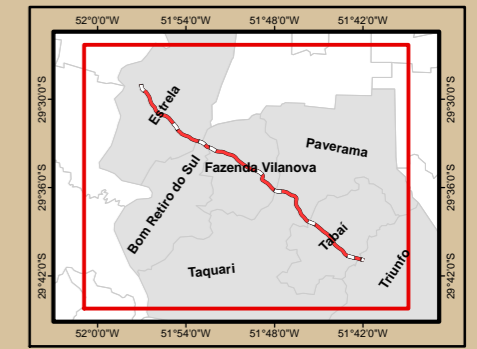 52°0'0"O 51°54'0"O 51°48'0"O 51°42'0"O
29°30'0"S 29°30'0"S
Estrela
Paverama
Fazenda Vilanova
29°36'0"S 29°36'0"S
Bom Retiro do Sul
Tabaí
Taquari
Triunfo
29°42'0"S 29°42'0"S
52°0'0"O 51°54'0"O 51°48'0"O 51°42'0"O